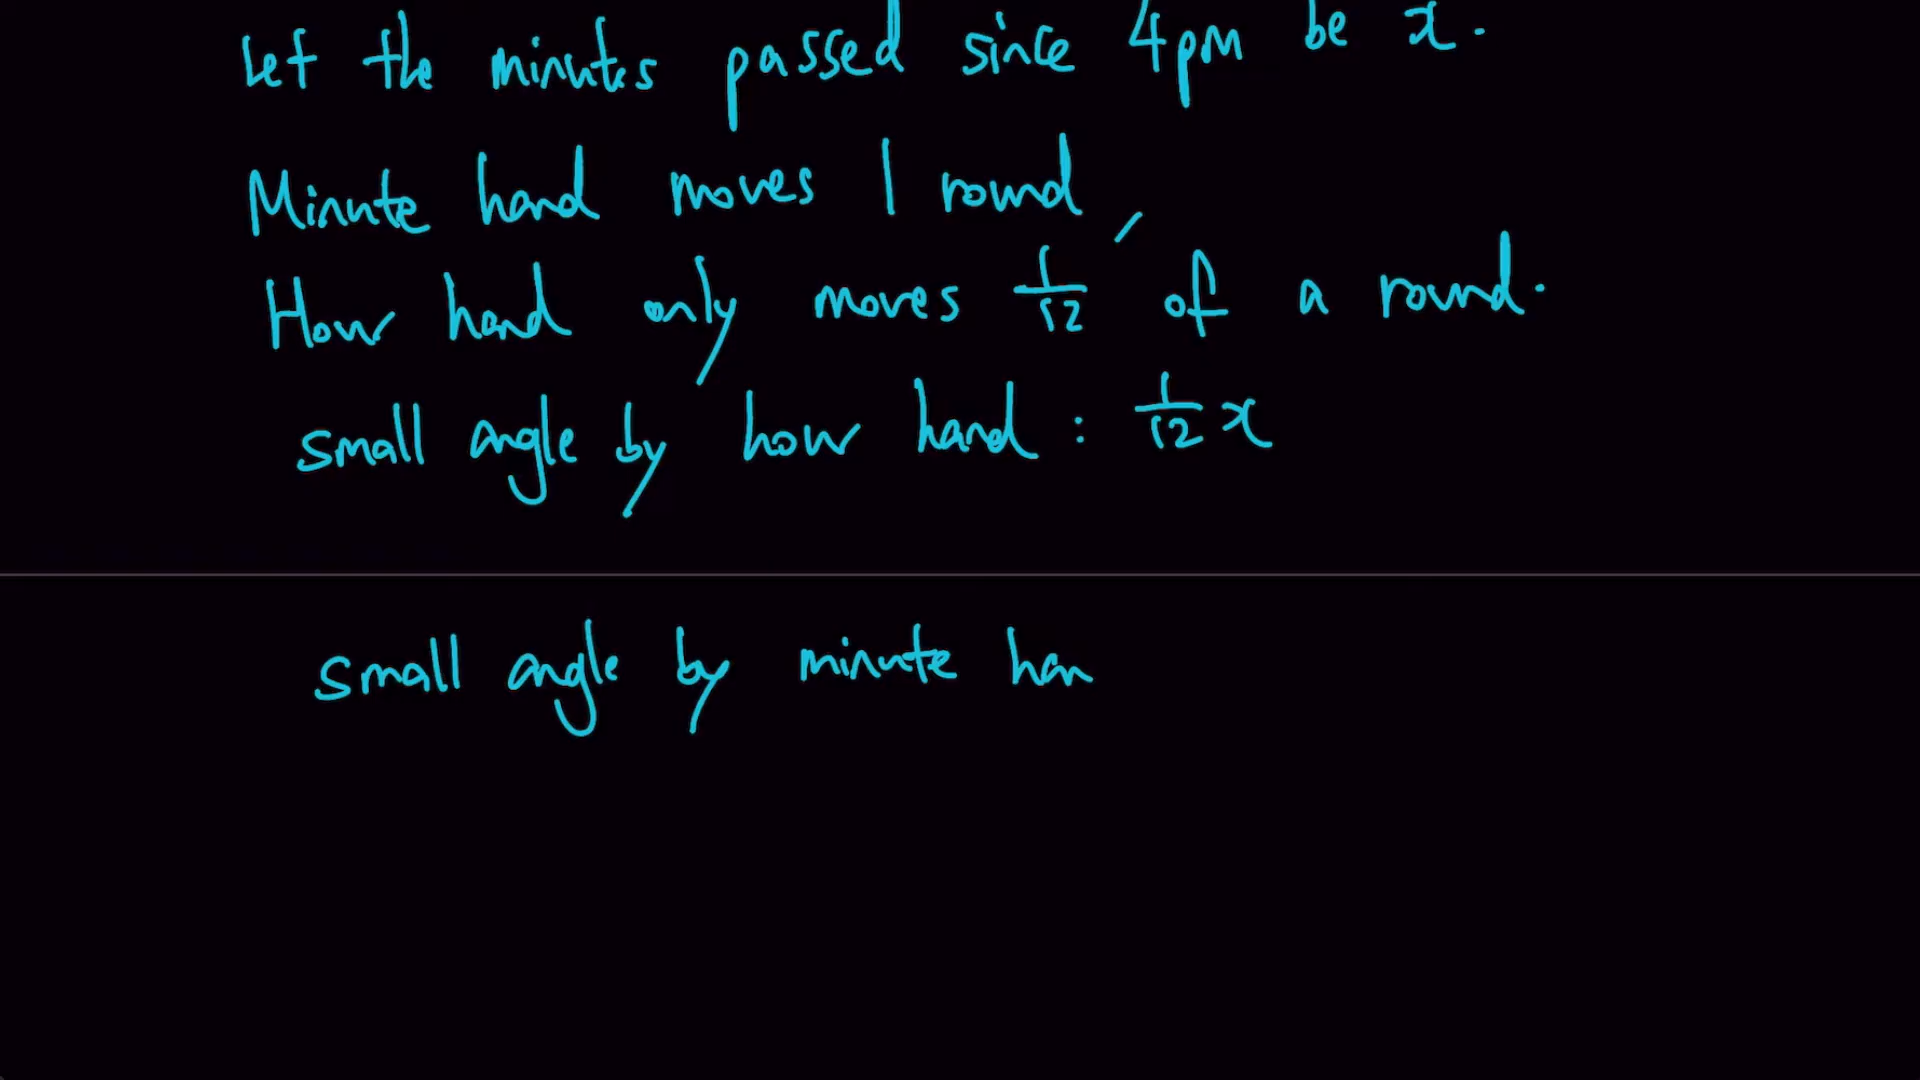 Let the minutes passed since 4pm be x.
Minute hand moves 1 round,
Hour hand only moves 1/12 of a round.
small angle by hour hand : 1/12 x
small angle by minute han